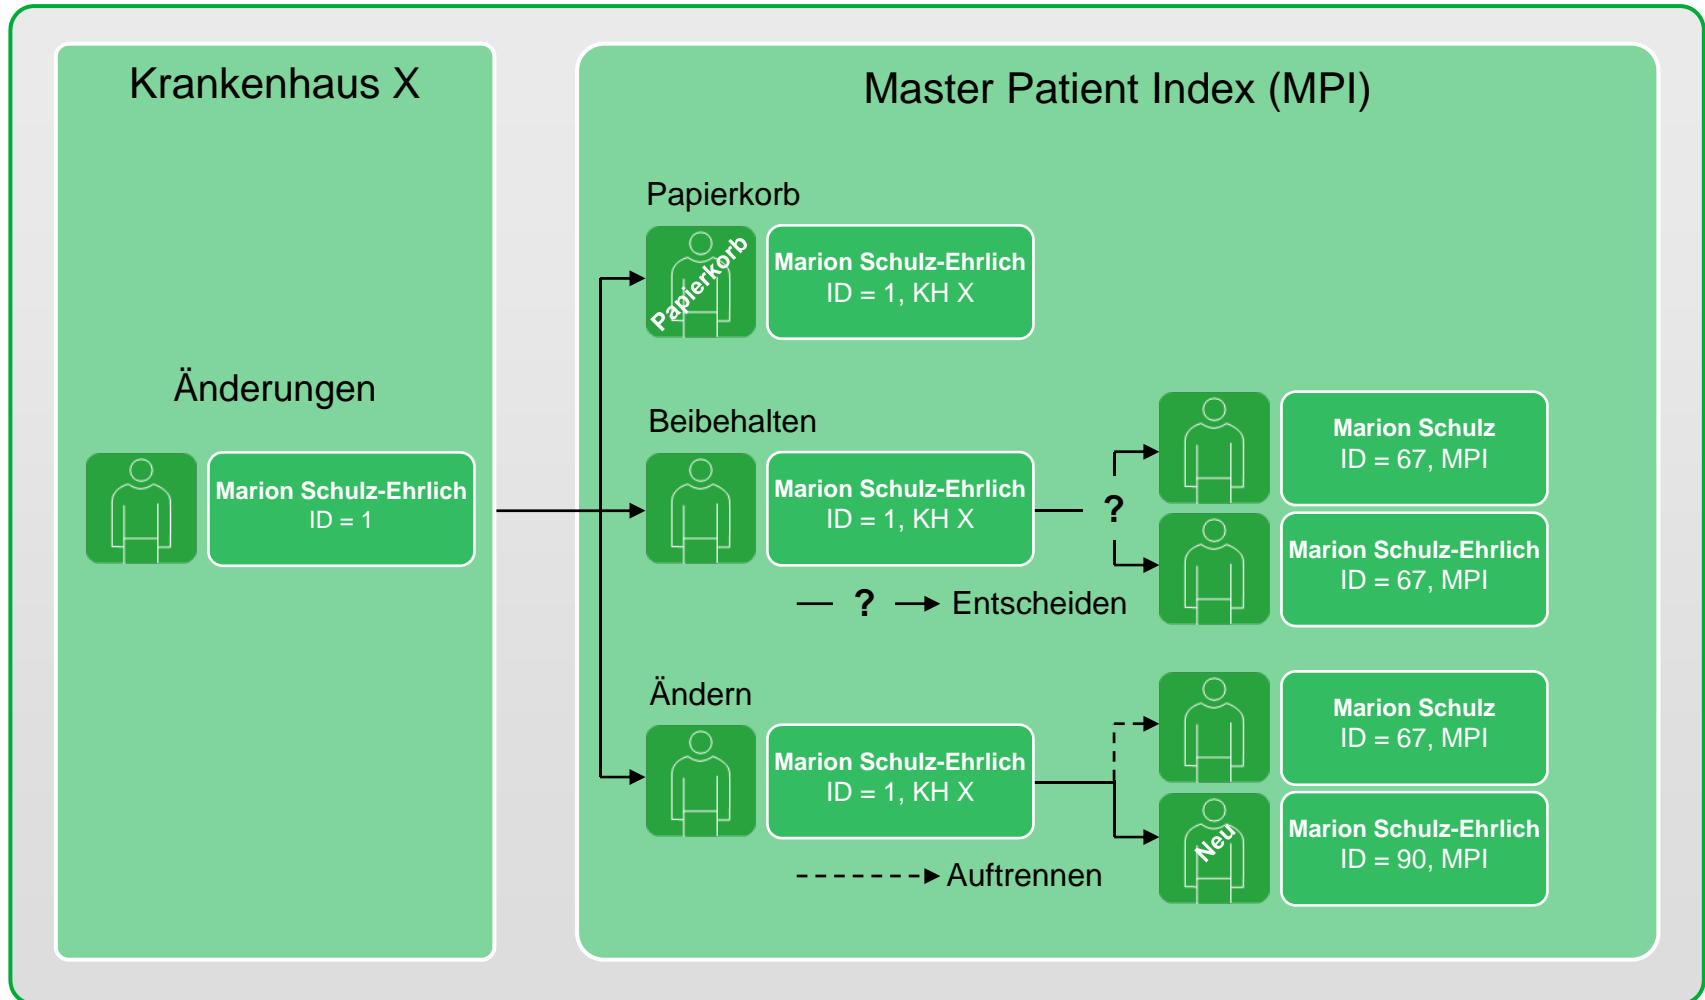 Krankenhaus X
Änderungen
Marion Schulz-Ehrlich
ID = 1
Master Patient Index (MPI)
Papierkorb
Papierkorb
Marion Schulz-Ehrlich
ID = 1, KH X
Beibehalten
Marion Schulz-Ehrlich
ID = 1, KH X
?
Marion Schulz
ID = 67, MPI
Marion Schulz-Ehrlich
ID = 67, MPI
? Entscheiden
Ändern
Marion Schulz-Ehrlich
ID = 1, KH X
Marion Schulz
ID = 67, MPI
Neu
Marion Schulz-Ehrlich
ID = 90, MPI
Auftrennen